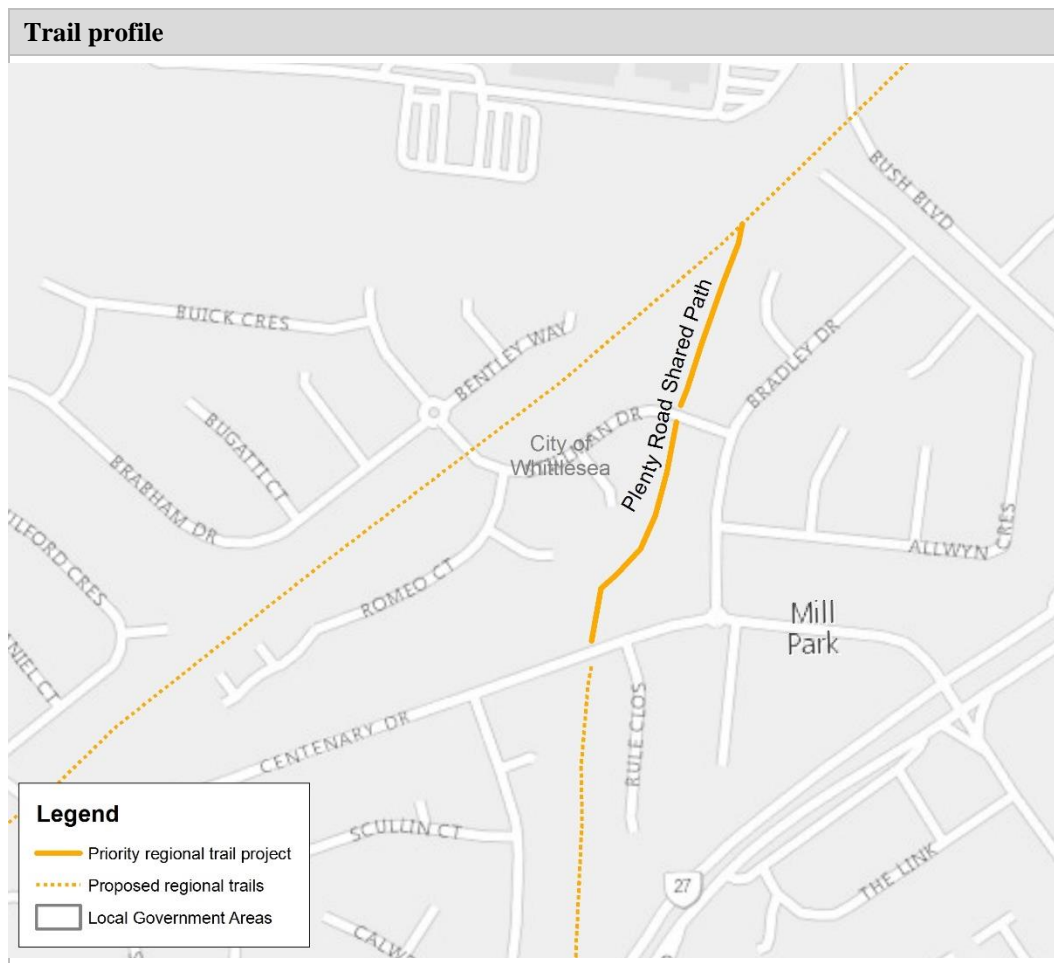 Trail profile
BUSH BLVD
BUICK CRES
BENTLEY WAY
Plenty Road Shared Path
BRADLEY DR
BUGATTI CT
City of
Whittlesea
BRABHAM DR
ALLWYN CRES
ROMEO CT
Mill
Park
CENTENARY DR
RULE CLOS
SCULLIN CT
27
THE LINK
Legend
Priority regional trail project
Proposed regional trails
Local Government Areas